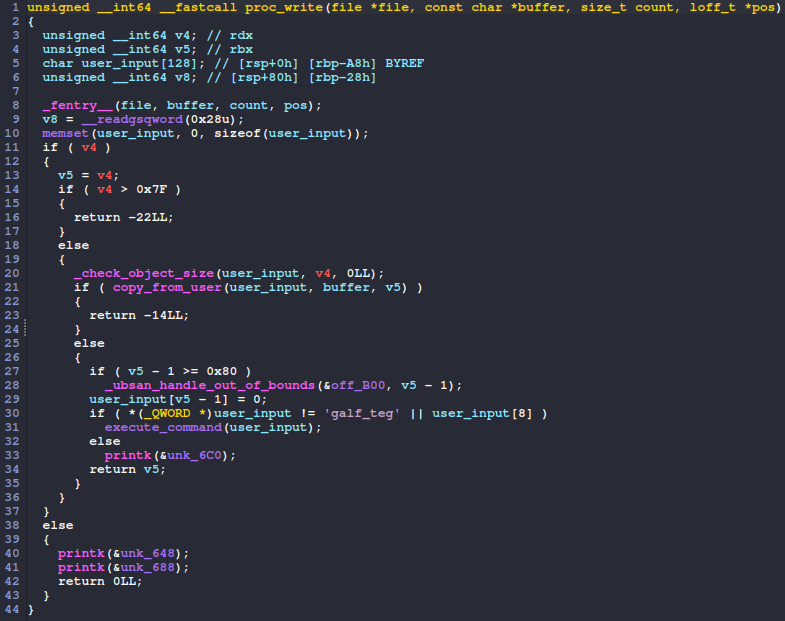 1 unsigned __int64 __fastcall proc_write(file *file, const char *buffer, size_t count, loff_t *pos)
2 {
3   unsigned __int64 v4; // rdx
4   unsigned __int64 v5; // rbx
5   char user_input[128]; // [rsp+0h] [rbp-A8h] BYREF
6   unsigned __int64 v8; // [rsp+80h] [rbp-28h]
7
8   _fentry__(file, buffer, count, pos);
9   v8 = __readgsqword(0x28u);
10   memset(user_input, 0, sizeof(user_input));
11   if ( v4 )
12   {
13     v5 = v4;
14     if ( v4 > 0x7F )
15     {
16       return -22LL;
17     }
18     else
19     {
20       _check_object_size(user_input, v4, 0LL);
21       if ( copy_from_user(user_input, buffer, v5) )
22       {
23         return -14LL;
24       }
25       else
26       {
27         if ( v5 - 1 >= 0x80 )
28           _ubsan_handle_out_of_bounds(&off_B00, v5 - 1);
29         user_input[v5 - 1] = 0;
30         if ( *(_QWORD *)user_input != 'galf_teg' || user_input[8] )
31           execute_command(user_input);
32         else
33           printk(&unk_6C0);
34         return v5;
35       }
36     }
37   }
38   else
39   {
40     printk(&unk_648);
41     printk(&unk_688);
42     return 0LL;
43   }
44 }